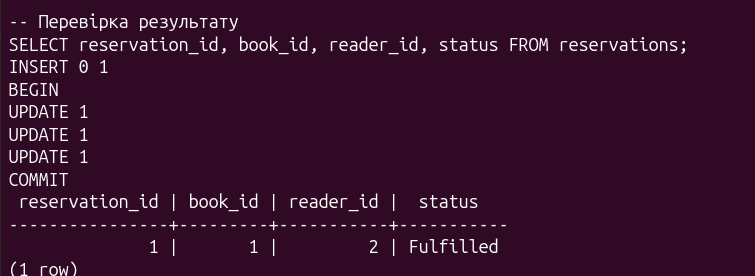 -- Перевірка результату
SELECT reservation_id, book_id, reader_id, status FROM reservations;
INSERT 0 1
BEGIN
UPDATE 1
UPDATE 1
UPDATE 1
COMMIT
 reservation_id | book_id | reader_id |  status
----------------+---------+-----------+-----------
              1 |       1 |         2 | Fulfilled
(1 row)